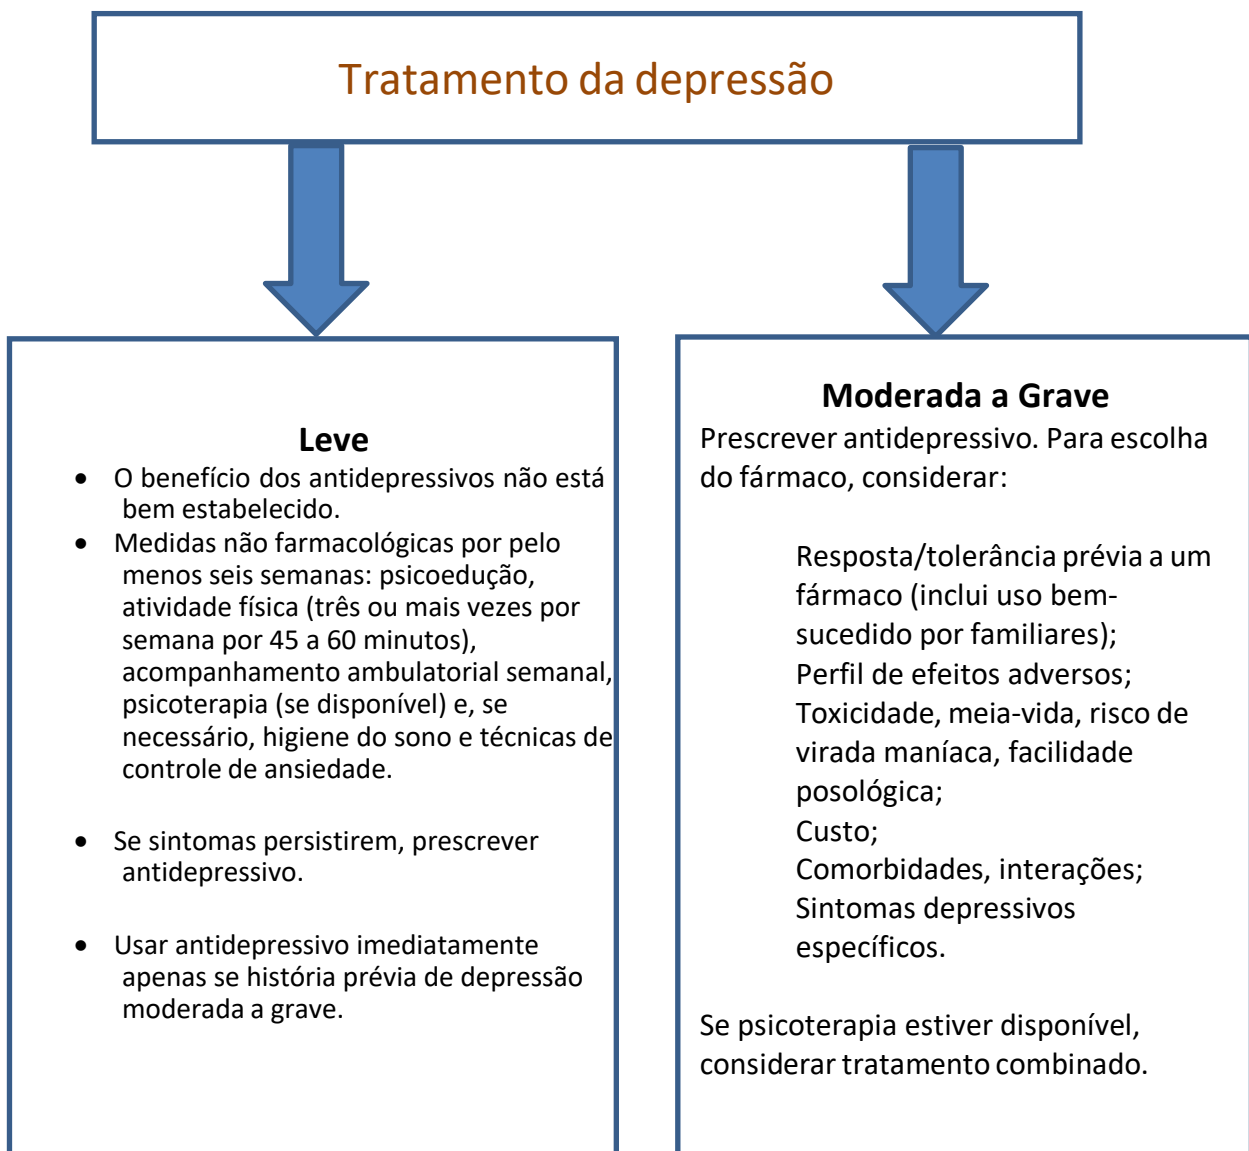 Tratamento da depressão
Leve
• O benefício dos antidepressivos não está
bem estabelecido.
• Medidas não farmacológicas por pelo
menos seis semanas: psicoedução,
atividade física (três ou mais vezes por
semana por 45 a 60 minutos),
acompanhamento ambulatorial semanal,
psicoterapia (se disponível) e, se
necessário, higiene do sono e técnicas de
controle de ansiedade.
• Se sintomas persistirem, prescrever
antidepressivo.
• Usar antidepressivo imediatamente
apenas se história prévia de depressão
moderada a grave.
Moderada a Grave
Prescrever antidepressivo. Para escolha
do fármaco, considerar:
Resposta/tolerância prévia a um
fármaco (inclui uso bem-
sucedido por familiares);
Perfil de efeitos adversos;
Toxicidade, meia-vida, risco de
virada maníaca, facilidade
posológica;
Custo;
Comorbidades, interações;
Sintomas depressivos
específicos.
Se psicoterapia estiver disponível,
considerar tratamento combinado.